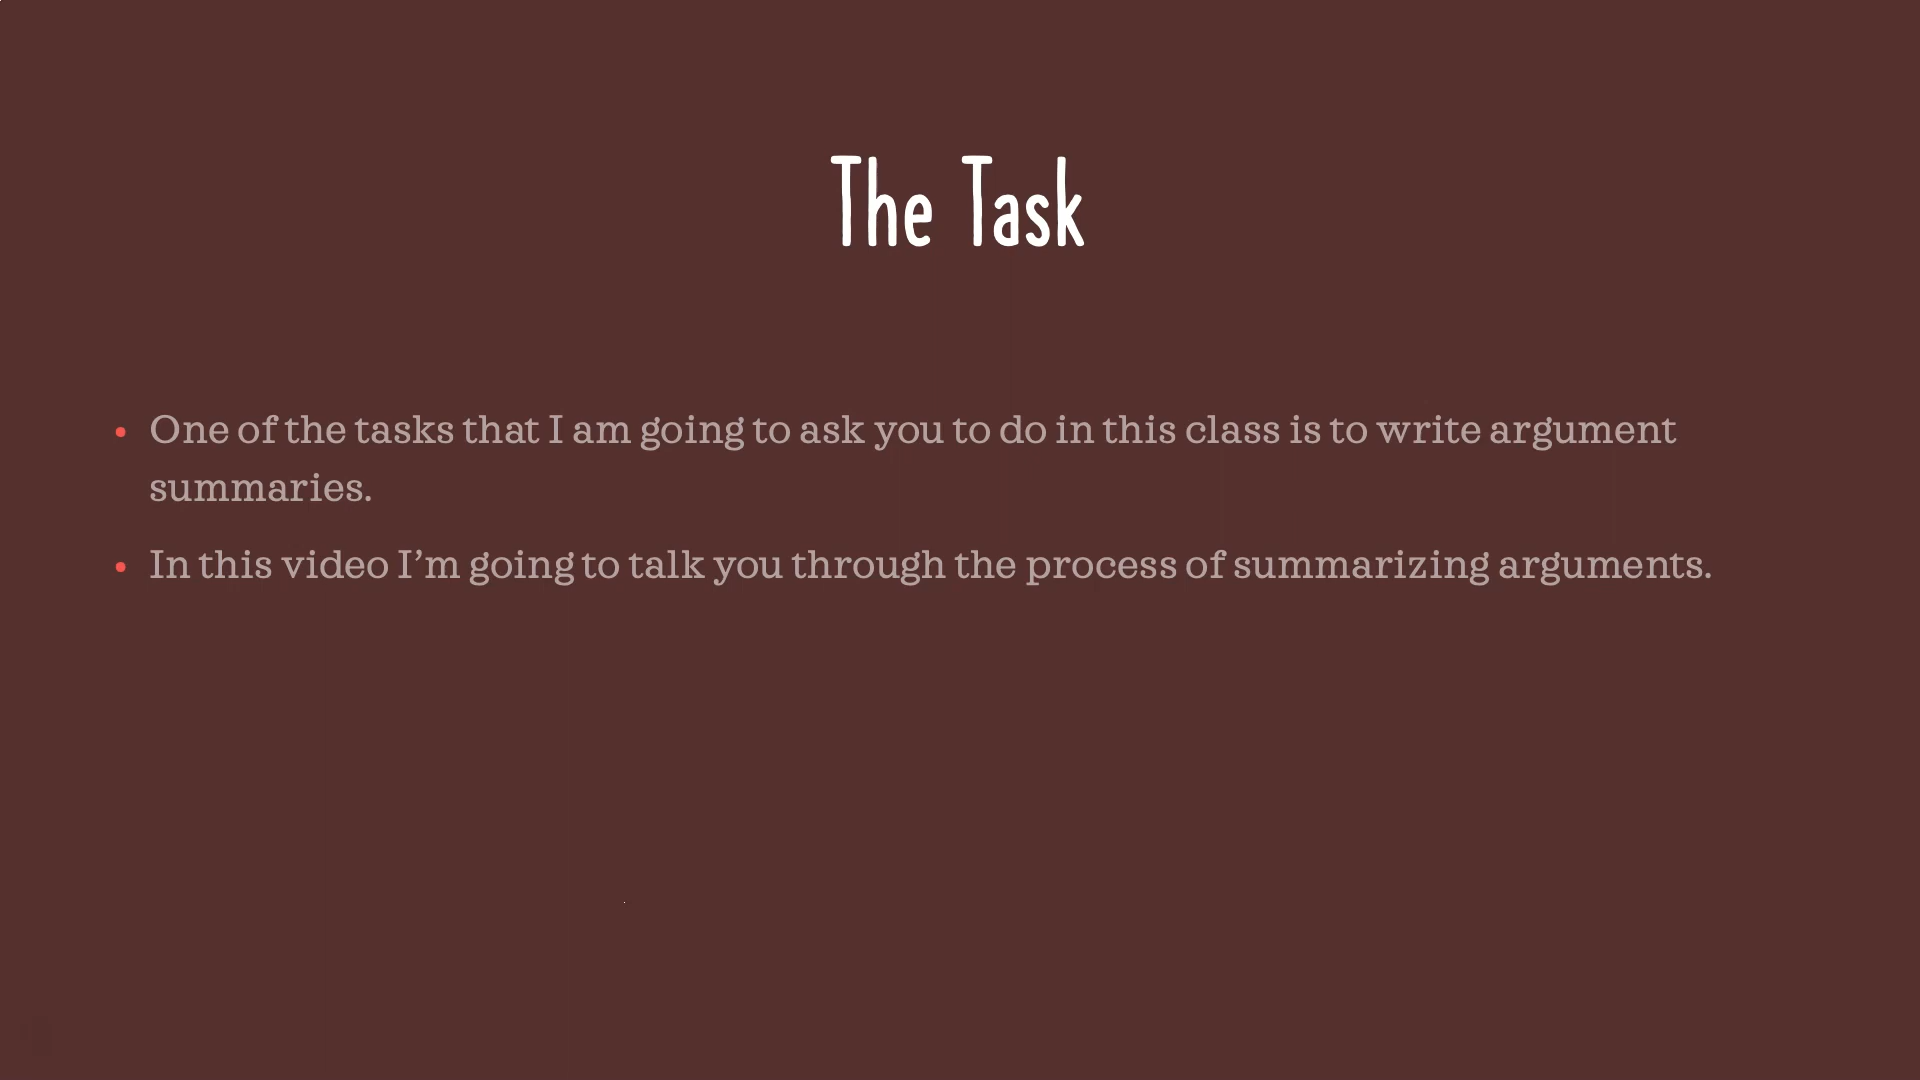 The Task
• One of the tasks that I am going to ask you to do in this class is to write argument
summaries.
• In this video I’m going to talk you through the process of summarizing arguments.